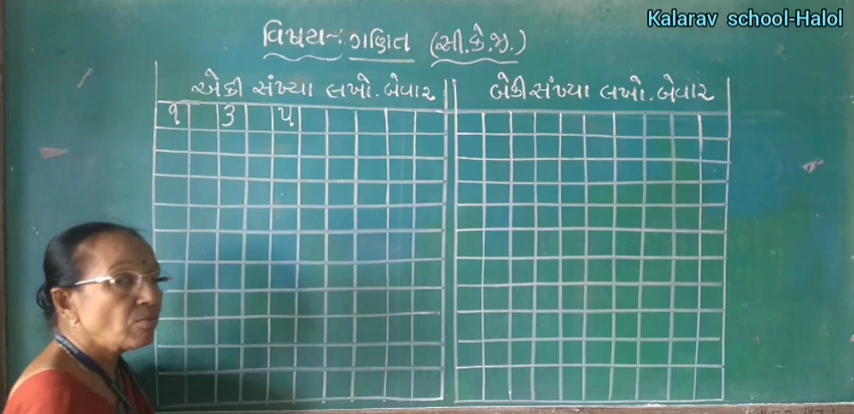 Kalarav school-Halol
વિષય-: ગણિત (સી.કે.જી.)
એકી સંખ્યા લખો. બેવાર
બેકી સંખ્યા લખો. બેવાર
૧ ૩ ૫